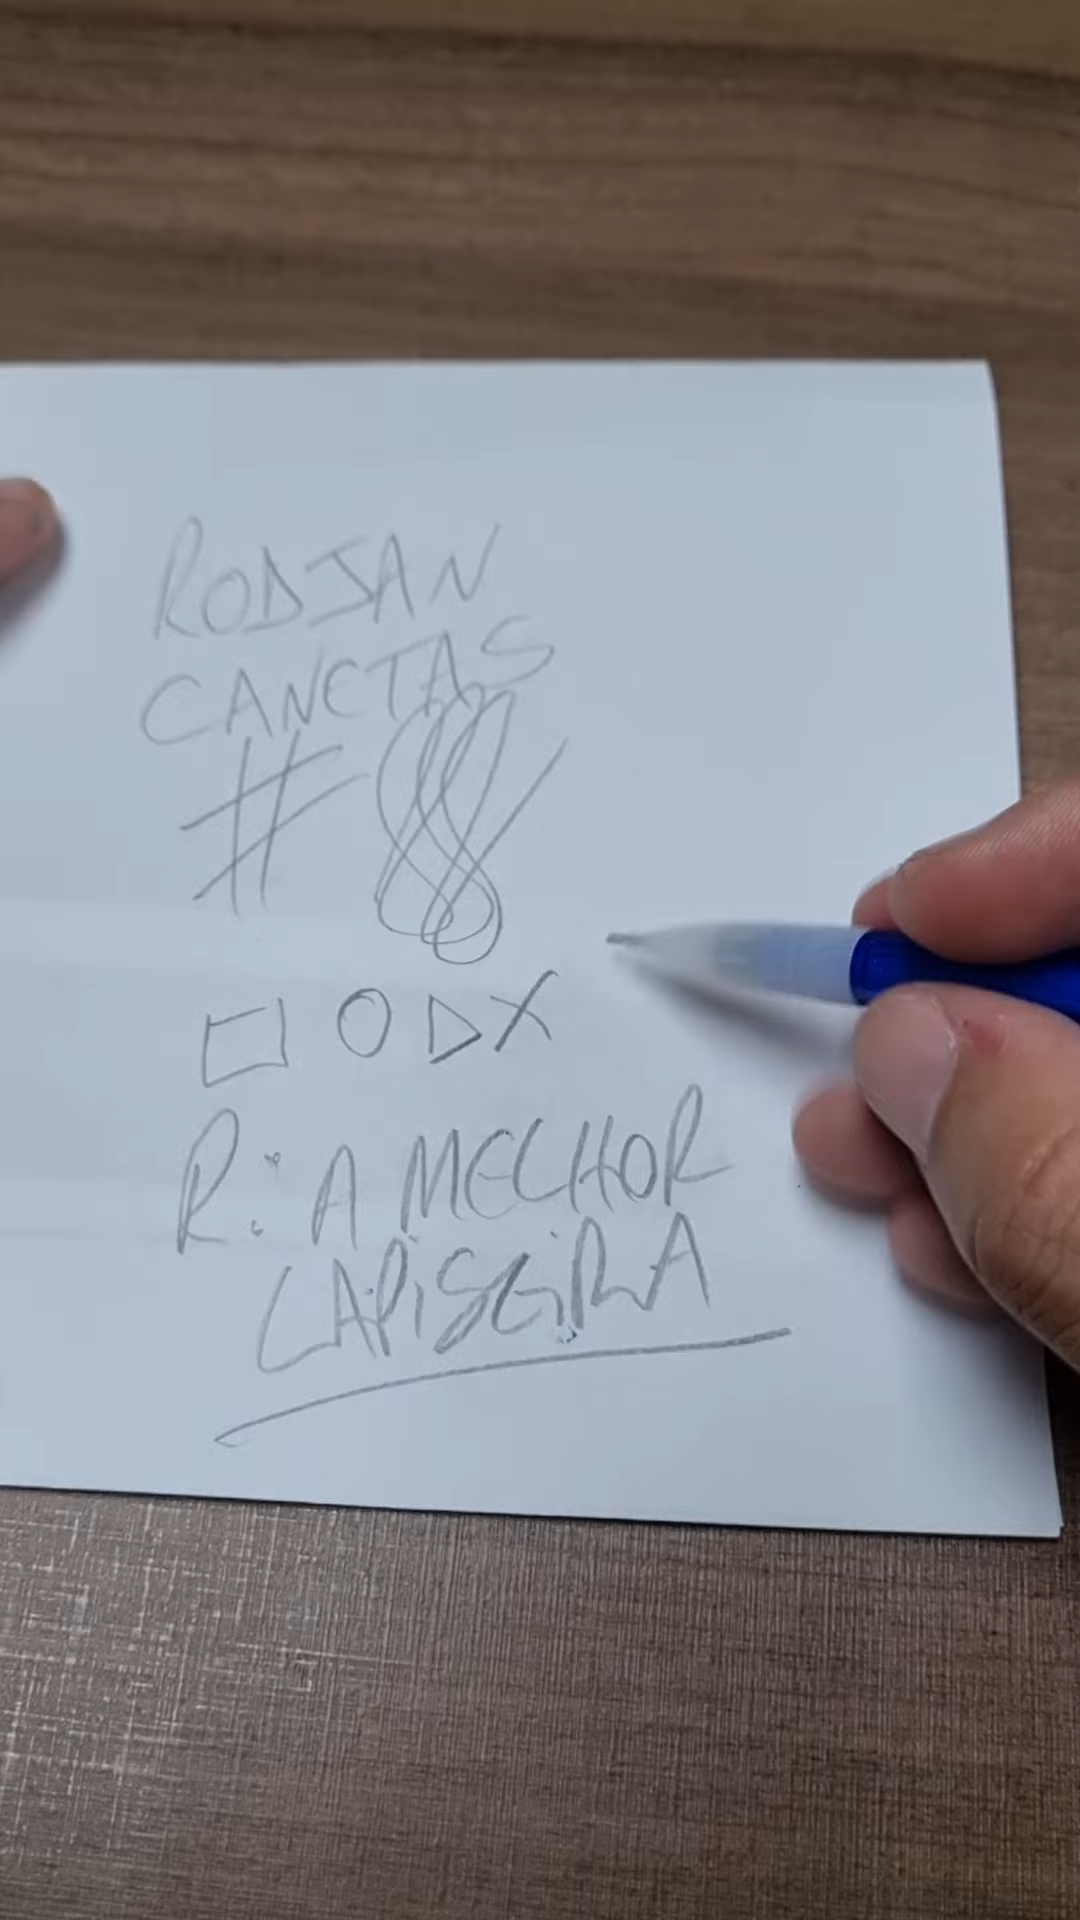 RODJAN
CANETAS
#
□ O ▷ X
R: A MELHOR
LAPiSEiRA